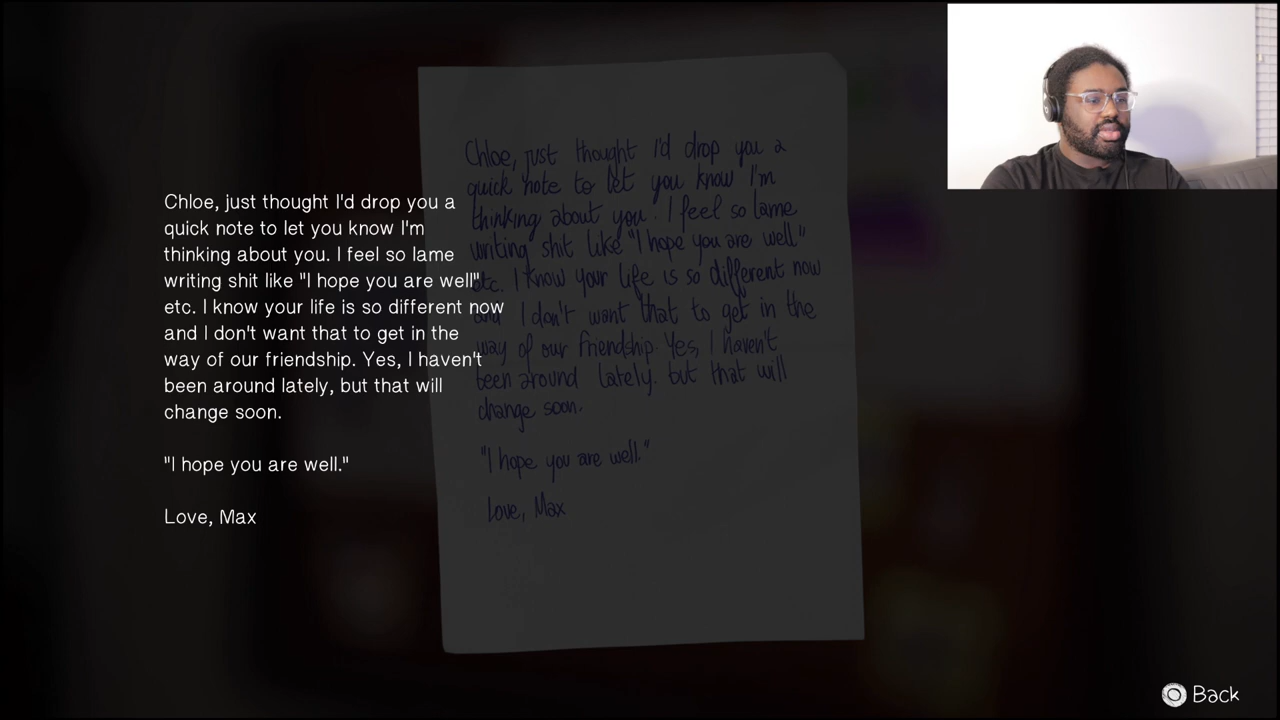 Chloe, just thought I'd drop you a
quick note to let you know I'm
thinking about you. I feel so lame
writing shit like "I hope you are well"
etc. I know your life is so different now
and I don't want that to get in the
way of our friendship. Yes, I haven't
been around lately, but that will
change soon.
"I hope you are well."
Love, Max
Chloe, just thought I'd drop you a
quick note to let you know I'm
thinking about you. I feel so lame
writing shit like "I hope you are well"
etc. I know your life is so different now
and I don't want that to get in the
way of our friendship. Yes, I haven't
been around lately. but that will
change soon.
"I hope you are well."
Love, Max
Back